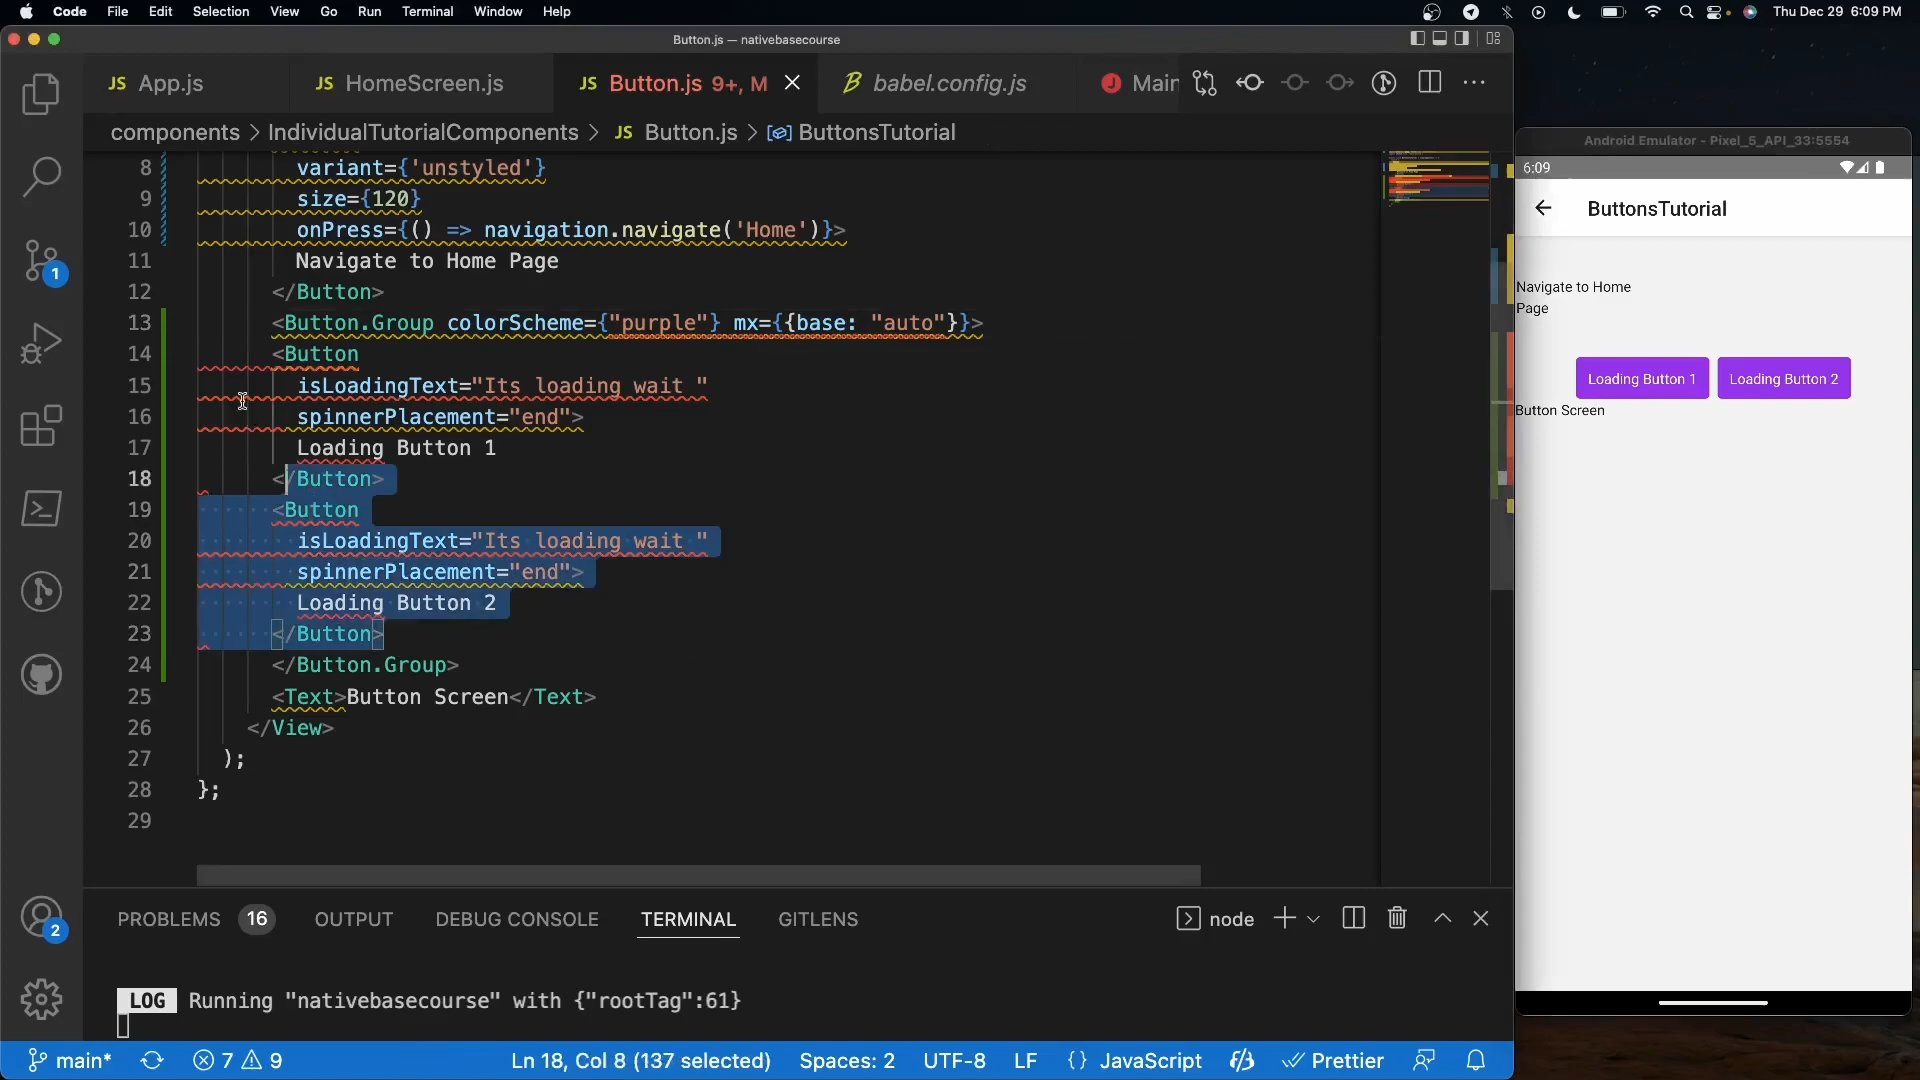 Code File Edit Selection View Go Run Terminal Window Help
Thu Dec 29 6:09 PM
Button.js — nativebasecourse
JS App.js
JS HomeScreen.js
JS Button.js 9+, M
babel.config.js
J Main
components > IndividualTutorialComponents > JS Button.js > ButtonsTutorial
8 variant={'unstyled'}
9 size={120}
10 onPress={() => navigation.navigate('Home')}>
11 Navigate to Home Page
12 </Button>
13 <Button.Group colorScheme={"purple"} mx={{base: "auto"}}>
14 <Button
15 isLoadingText="Its loading wait "
16 spinnerPlacement="end">
17 Loading Button 1
18 </Button>
19 <Button
20 isLoadingText="Its loading wait "
21 spinnerPlacement="end">
22 Loading Button 2
23 </Button>
24 </Button.Group>
25 <Text>Button Screen</Text>
26 </View>
27 );
28 };
29
1
2
PROBLEMS 16 OUTPUT DEBUG CONSOLE TERMINAL GITLENS
node
LOG Running "nativebasecourse" with {"rootTag":61}
main* 7 9
Ln 18, Col 8 (137 selected) Spaces: 2 UTF-8 LF {} JavaScript Prettier
Android Emulator - Pixel_5_API_33:5554
6:09
ButtonsTutorial
Navigate to Home
Page
Loading Button 1
Loading Button 2
Button Screen